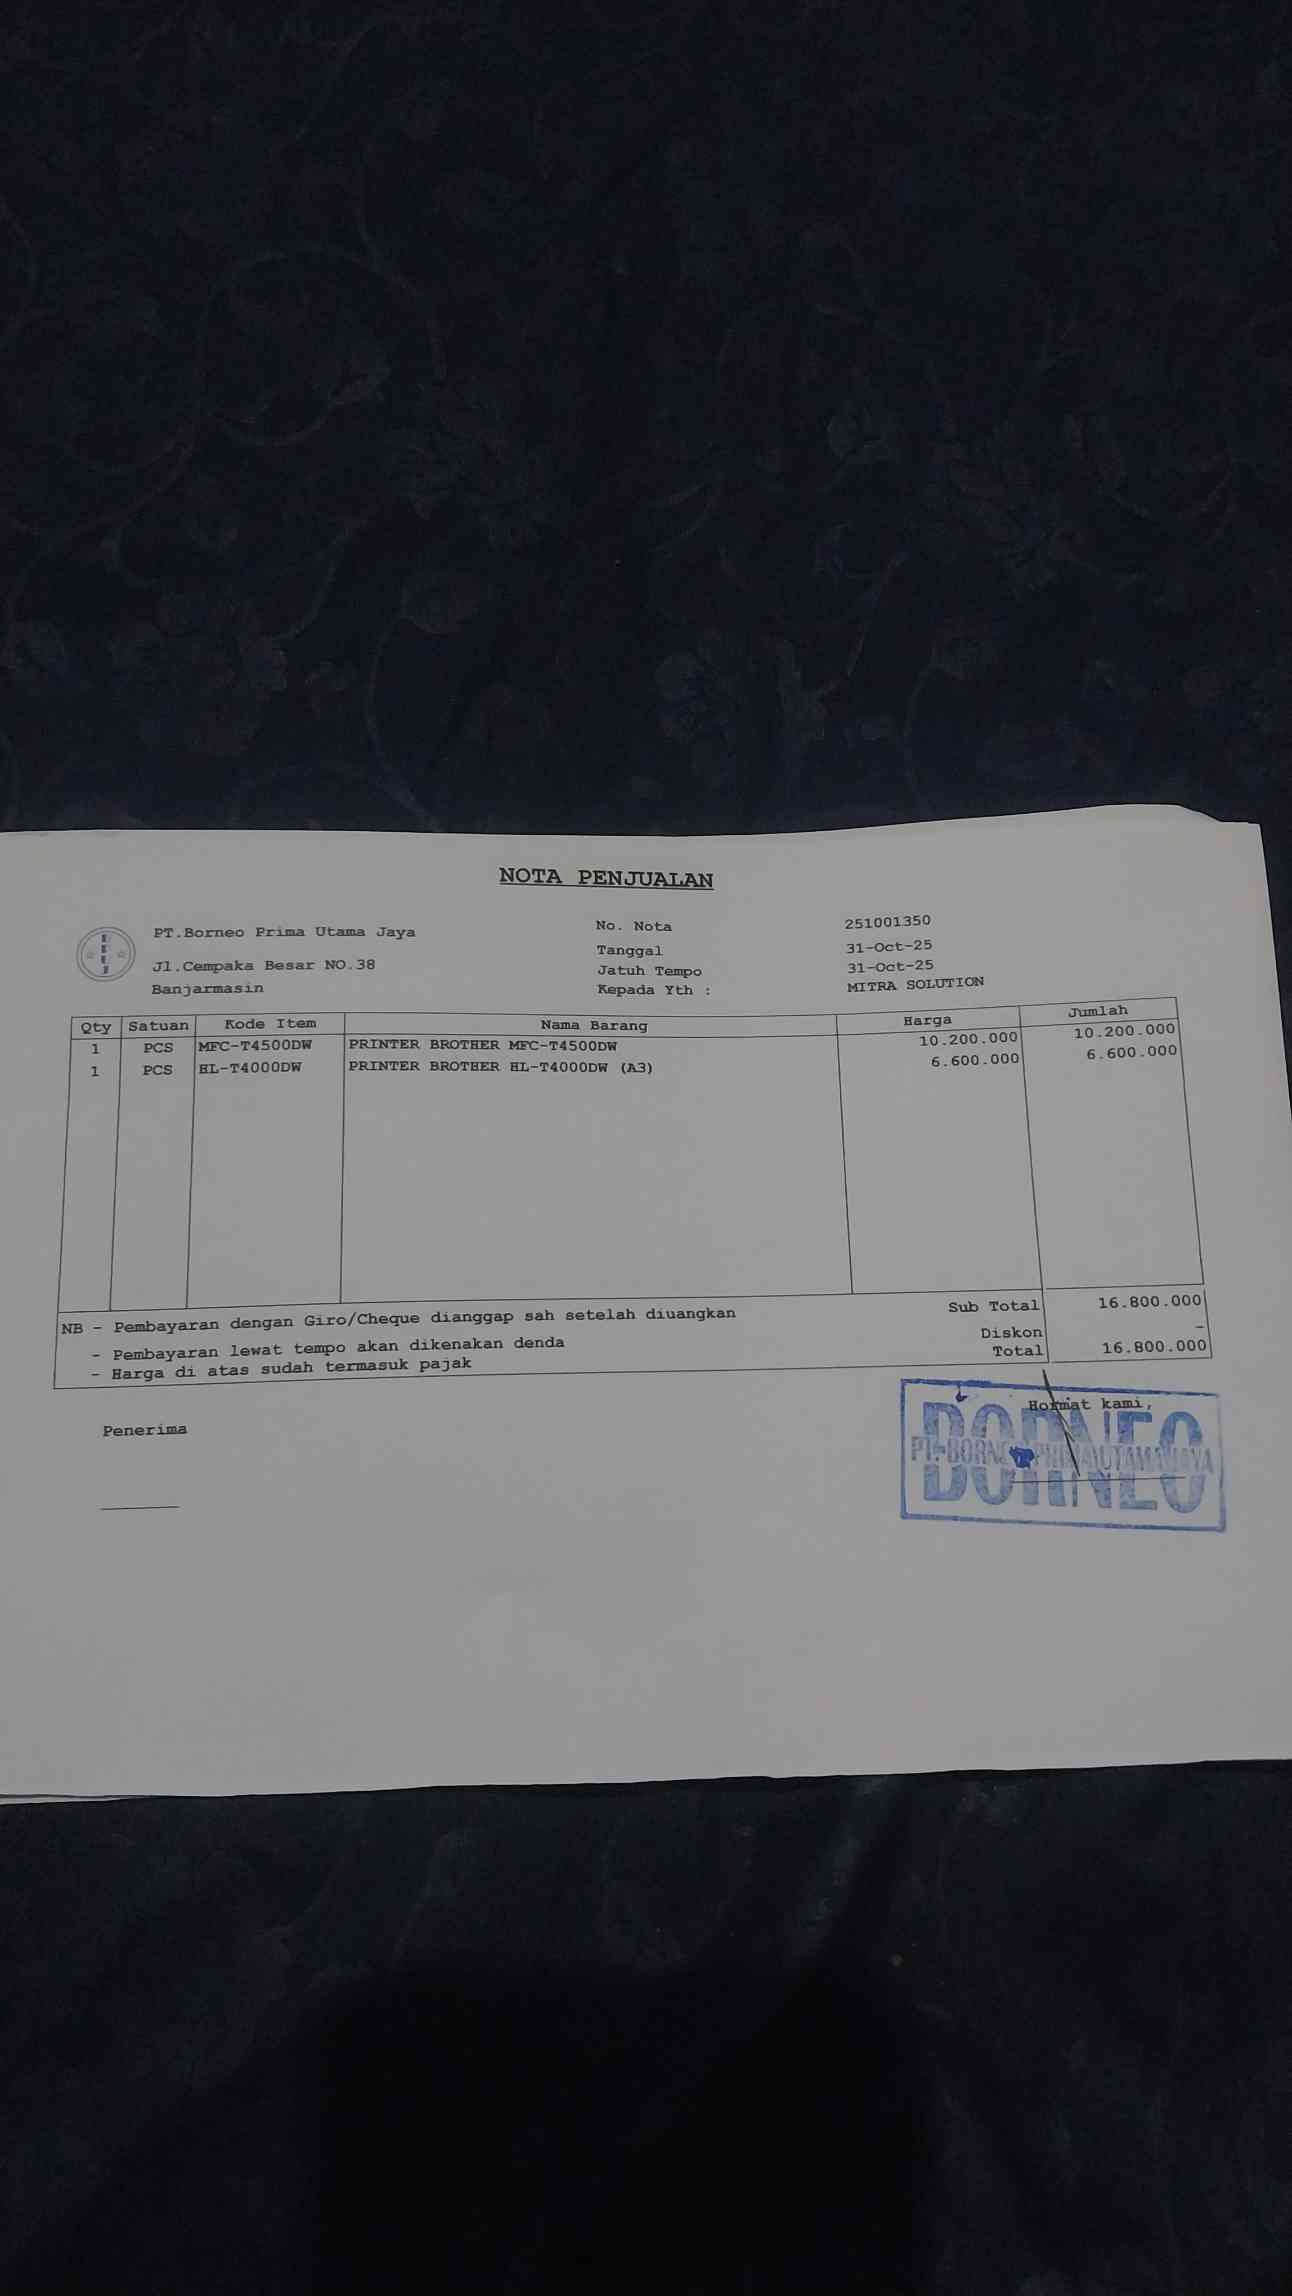 NOTA PENJUALAN
PT.Borneo Prima Utama Jaya
Jl.Cempaka Besar NO.38
Banjarmasin
No. Nota 251001350
Tanggal 31-Oct-25
Jatuh Tempo 31-Oct-25
Kepada Yth : MITRA SOLUTION
Qty Satuan Kode Item Nama Barang Harga Jumlah
1 PCS MFC-T4500DW PRINTER BROTHER MFC-T4500DW 10.200.000 10.200.000
1 PCS HL-T4000DW PRINTER BROTHER HL-T4000DW (A3) 6.600.000 6.600.000
NB - Pembayaran dengan Giro/Cheque dianggap sah setelah diuangkan
- Pembayaran lewat tempo akan dikenakan denda
- Harga di atas sudah termasuk pajak
Sub Total 16.800.000
Diskon -
Total 16.800.000
Penerima
Hormat kami,
BORNEO
PT. BORNEO PRIMA UTAMA JAYA